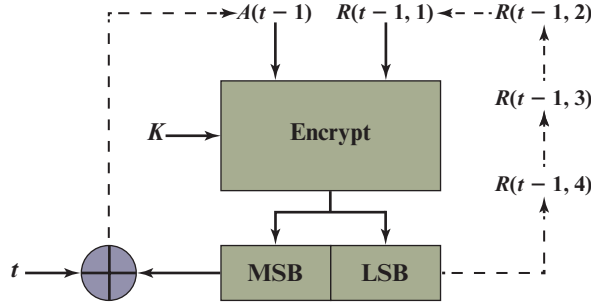 A(t − 1) R(t − 1, 1) R(t − 1, 2)
R(t − 1, 3)
K Encrypt
R(t − 1, 4)
t MSB LSB